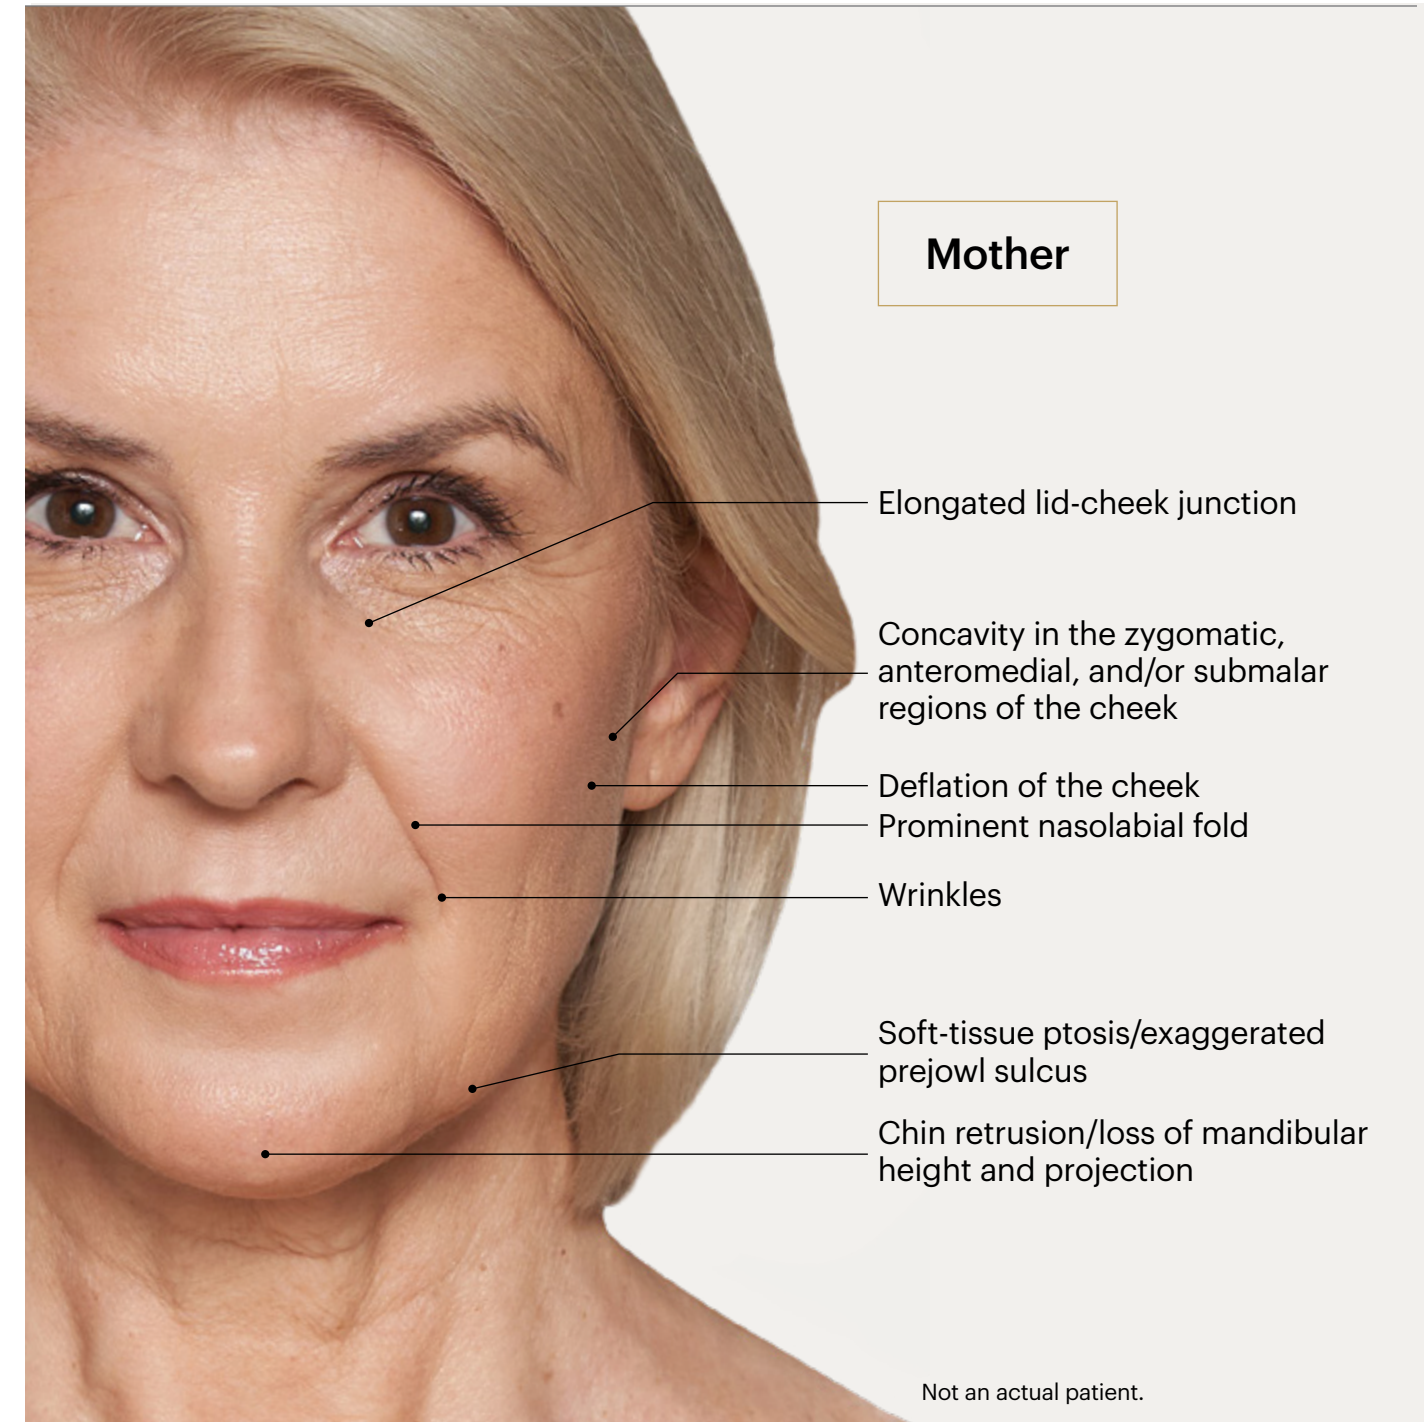 Mother
Elongated lid-cheek junction
Concavity in the zygomatic,
anteromedial, and/or submalar
regions of the cheek
Deflation of the cheek
Prominent nasolabial fold
Wrinkles
Soft-tissue ptosis/exaggerated
prejowl sulcus
Chin retrusion/loss of mandibular
height and projection
Not an actual patient.